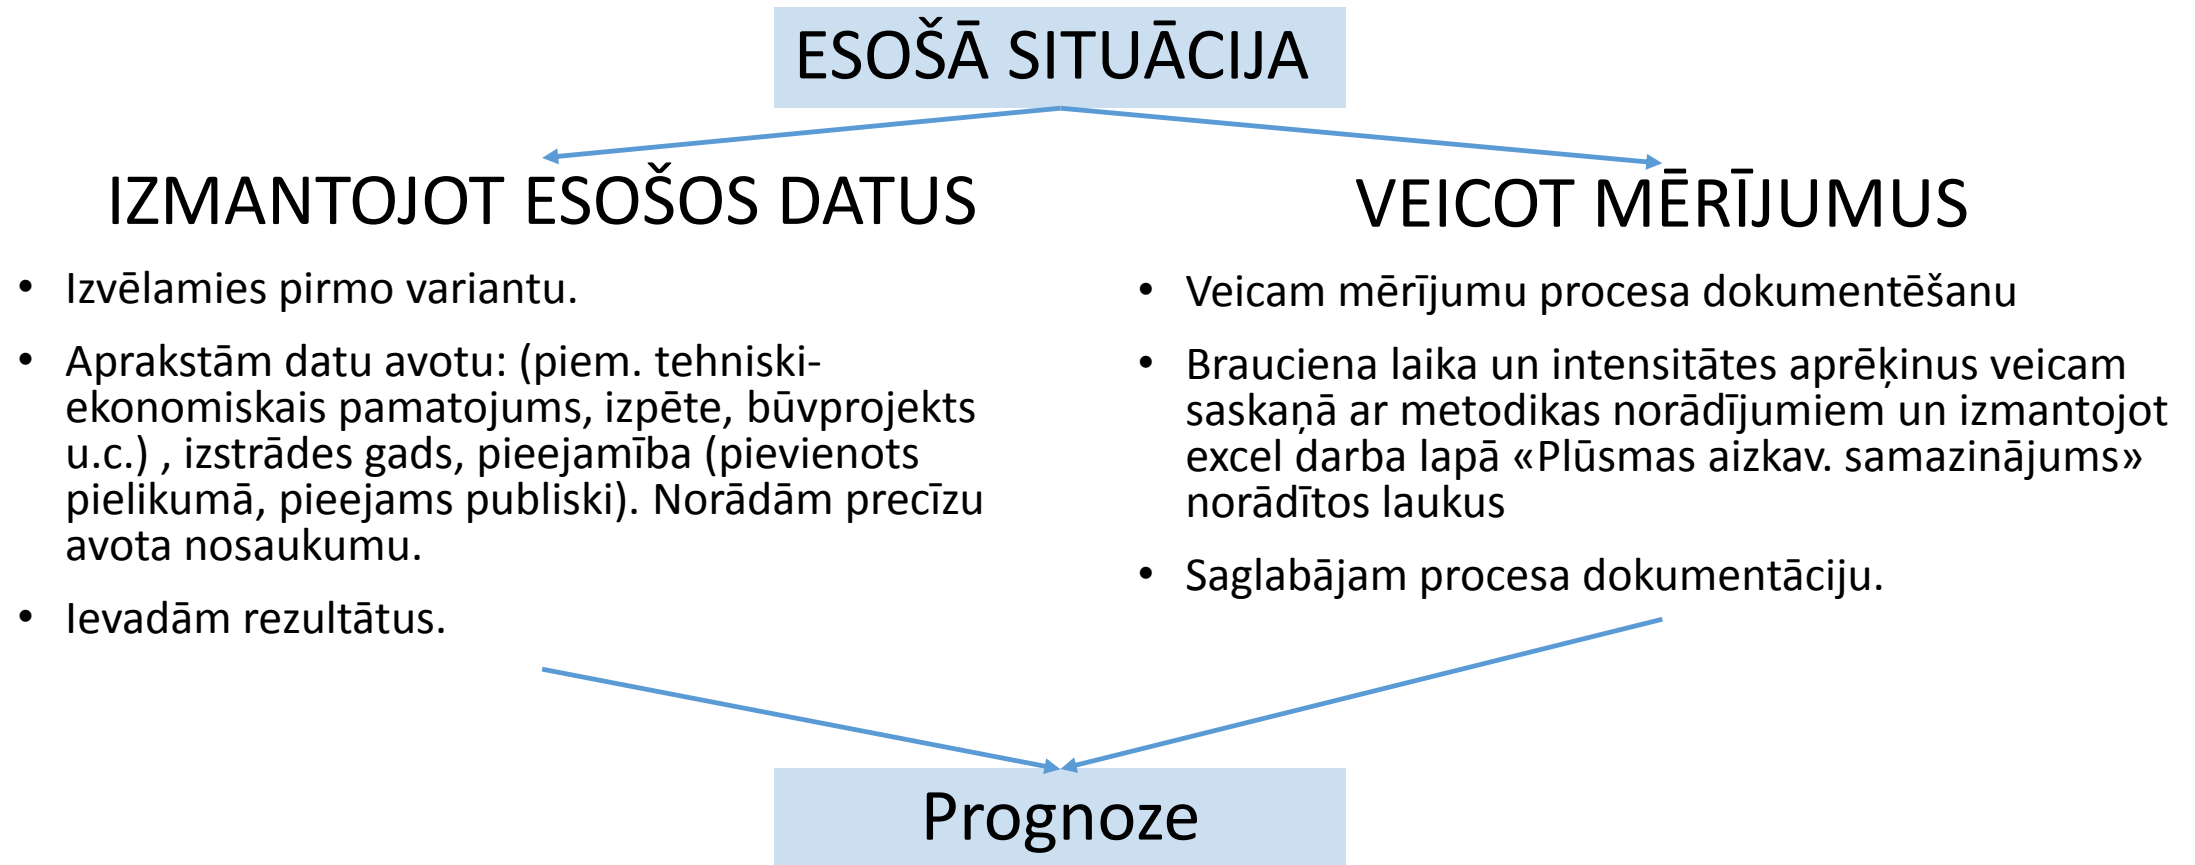 ESOŠĀ SITUĀCIJA
IZMANTOJOT ESOŠOS DATUS
• Izvēlamies pirmo variantu.
• Aprakstām datu avotu: (piem. tehniski-
ekonomiskais pamatojums, izpēte, būvprojekts
u.c.) , izstrādes gads, pieejamība (pievienots
pielikumā, pieejams publiski). Norādām precīzu
avota nosaukumu.
• Ievadām rezultātus.
VEICOT MĒRĪJUMUS
• Veicam mērījumu procesa dokumentēšanu
• Brauciena laika un intensitātes aprēķinus veicam
saskaņā ar metodikas norādījumiem un izmantojot
excel darba lapā «Plūsmas aizkav. samazinājums»
norādītos laukus
• Saglabājam procesa dokumentāciju.
Prognoze